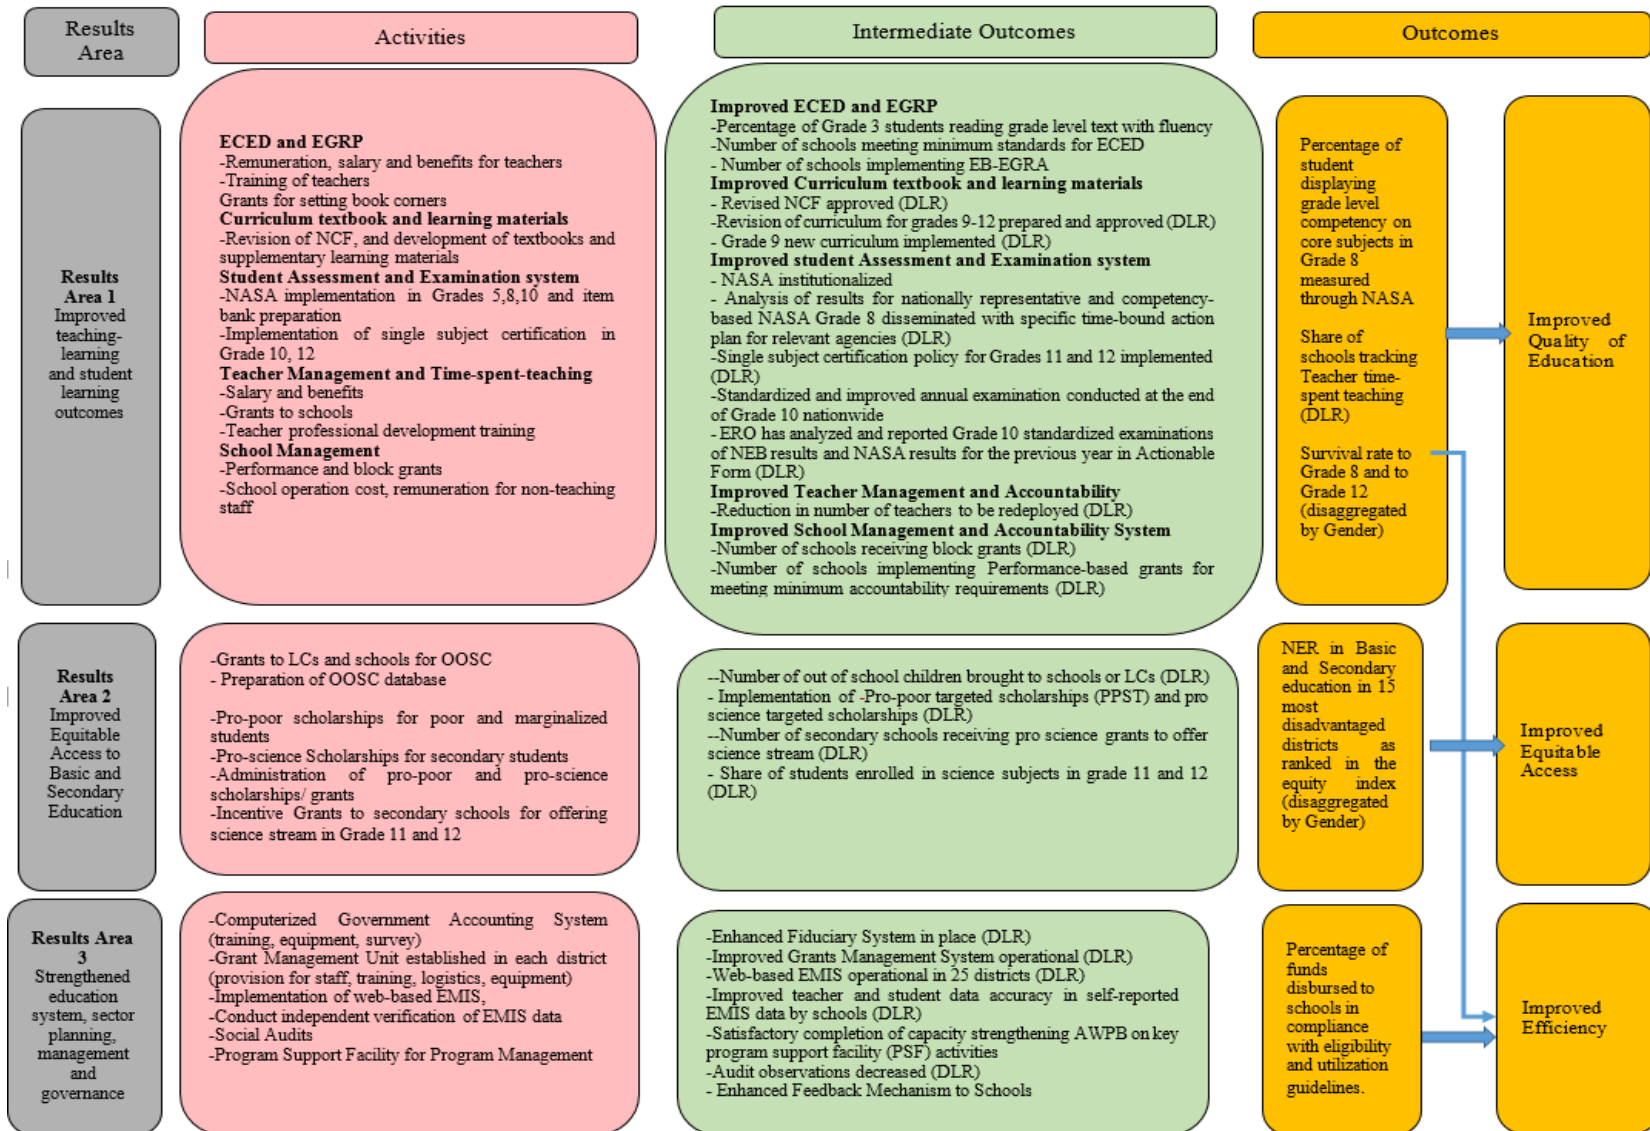 Results
Area
Activities
Intermediate Outcomes
Outcomes
Results
Area 1
Improved
teaching-
learning
and student
learning
outcomes
ECED and EGRP
-Remuneration, salary and benefits for teachers
-Training of teachers
Grants for setting book corners
Curriculum textbook and learning materials
-Revision of NCF, and development of textbooks and
supplementary learning materials
Student Assessment and Examination system
-NASA implementation in Grades 5,8,10 and item
bank preparation
-Implementation of single subject certification in
Grade 10, 12
Teacher Management and Time-spent-teaching
-Salary and benefits
-Grants to schools
-Teacher professional development training
School Management
-Performance and block grants
-School operation cost, remuneration for non-teaching
staff
Improved ECED and EGRP
-Percentage of Grade 3 students reading grade level text with fluency
-Number of schools meeting minimum standards for ECED
- Number of schools implementing EB-EGRA
Improved Curriculum textbook and learning materials
- Revised NCF approved (DLR)
-Revision of curriculum for grades 9-12 prepared and approved (DLR)
- Grade 9 new curriculum implemented (DLR)
Improved student Assessment and Examination system
- NASA institutionalized
- Analysis of results for nationally representative and competency-
based NASA Grade 8 disseminated with specific time-bound action
plan for relevant agencies (DLR)
-Single subject certification policy for Grades 11 and 12 implemented
(DLR)
-Standardized and improved annual examination conducted at the end
of Grade 10 nationwide
- ERO has analyzed and reported Grade 10 standardized examinations
of NEB results and NASA results for the previous year in Actionable
Form (DLR)
Improved Teacher Management and Accountability
-Reduction in number of teachers to be redeployed (DLR)
Improved School Management and Accountability System
-Number of schools receiving block grants (DLR)
-Number of schools implementing Performance-based grants for
meeting minimum accountability requirements (DLR)
Percentage of
student
displaying
grade level
competency on
core subjects in
Grade 8
measured
through NASA
Share of
schools tracking
Teacher time-
spent teaching
(DLR)
Survival rate to
Grade 8 and to
Grade 12
(disaggregated
by Gender)
Improved
Quality of
Education
Results
Area 2
Improved
Equitable
Access to
Basic and
Secondary
Education
-Grants to LCs and schools for OOSC
- Preparation of OOSC database
-Pro-poor scholarships for poor and marginalized
students
-Pro-science Scholarships for secondary students
-Administration of pro-poor and pro-science
scholarships/ grants
-Incentive Grants to secondary schools for offering
science stream in Grade 11 and 12
--Number of out of school children brought to schools or LCs (DLR)
- Implementation of -Pro-poor targeted scholarships (PPST) and pro
science targeted scholarships (DLR)
--Number of secondary schools receiving pro science grants to offer
science stream (DLR)
- Share of students enrolled in science subjects in grade 11 and 12
(DLR)
NER in Basic
and Secondary
education in 15
most
disadvantaged
districts as
ranked in the
equity index
(disaggregated
by Gender)
Improved
Equitable
Access
Results Area
3
Strengthened
education
system, sector
planning,
management
and
governance
-Computerized Government Accounting System
(training, equipment, survey)
-Grant Management Unit established in each district
(provision for staff, training, logistics, equipment)
-Implementation of web-based EMIS,
-Conduct independent verification of EMIS data
-Social Audits
-Program Support Facility for Program Management
-Enhanced Fiduciary System in place (DLR)
-Improved Grants Management System operational (DLR)
-Web-based EMIS operational in 25 districts (DLR)
-Improved teacher and student data accuracy in self-reported
EMIS data by schools (DLR)
-Satisfactory completion of capacity strengthening AWPB on key
program support facility (PSF) activities
-Audit observations decreased (DLR)
- Enhanced Feedback Mechanism to Schools
Percentage of
funds
disbursed to
schools in
compliance
with eligibility
and utilization
guidelines.
Improved
Efficiency